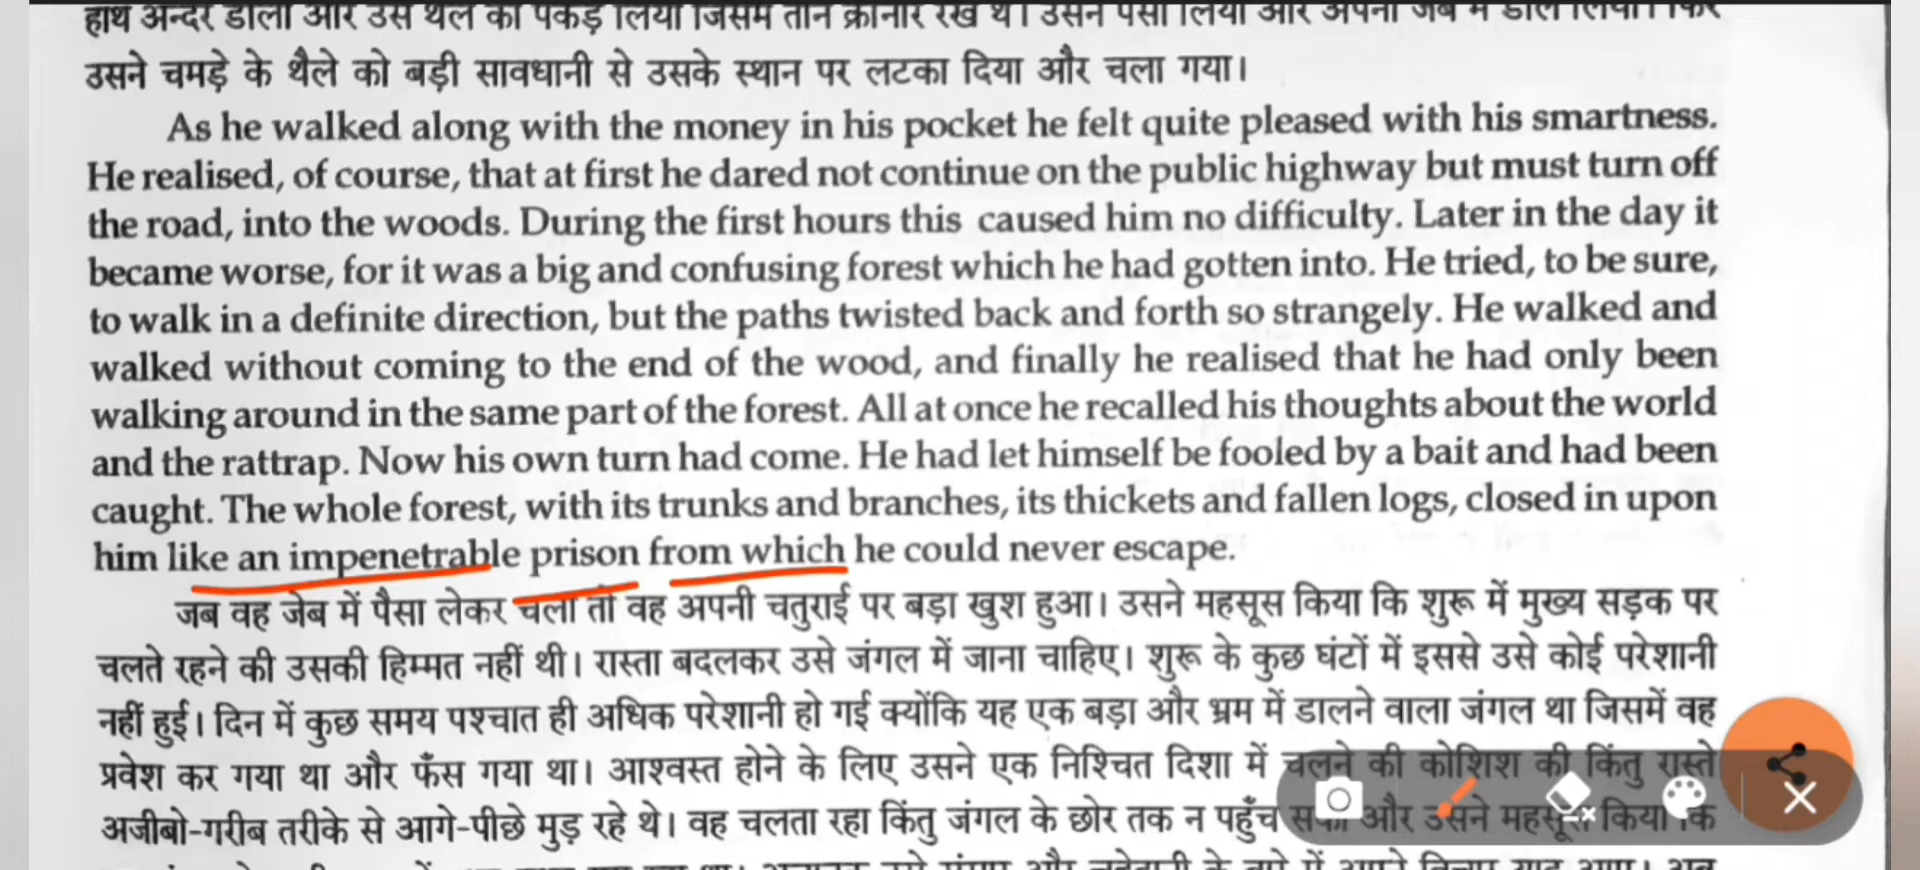 हाथ अन्दर डाला और उस थैले को पकड़ लिया जिसमें तीन क्रोनोर रखे थे। उसने पैसा लिया और अपनी जेब में डाल लिया। फिर
उसने चमड़े के थैले को बड़ी सावधानी से उसके स्थान पर लटका दिया और चला गया।
As he walked along with the money in his pocket he felt quite pleased with his smartness.
He realised, of course, that at first he dared not continue on the public highway but must turn off
the road, into the woods. During the first hours this caused him no difficulty. Later in the day it
became worse, for it was a big and confusing forest which he had gotten into. He tried, to be sure,
to walk in a definite direction, but the paths twisted back and forth so strangely. He walked and
walked without coming to the end of the wood, and finally he realised that he had only been
walking around in the same part of the forest. All at once he recalled his thoughts about the world
and the rattrap. Now his own turn had come. He had let himself be fooled by a bait and had been
caught. The whole forest, with its trunks and branches, its thickets and fallen logs, closed in upon
him like an impenetrable prison from which he could never escape.
जब वह जेब में पैसा लेकर चला तो वह अपनी चतुराई पर बड़ा खुश हुआ। उसने महसूस किया कि शुरू में मुख्य सड़क पर
चलते रहने की उसकी हिम्मत नहीं थी। रास्ता बदलकर उसे जंगल में जाना चाहिए। शुरू के कुछ घंटों में इससे उसे कोई परेशानी
नहीं हुई। दिन में कुछ समय पश्चात ही अधिक परेशानी हो गई क्योंकि यह एक बड़ा और भ्रम में डालने वाला जंगल था जिसमें वह
प्रवेश कर गया था और फँस गया था। आश्वस्त होने के लिए उसने एक निश्चित दिशा में चलने की कोशिश की किंतु रास्ते
अजीबो-गरीब तरीके से आगे-पीछे मुड़ रहे थे। वह चलता रहा किंतु जंगल के छोर तक न पहुँच सका और उसने महसूस किया कि